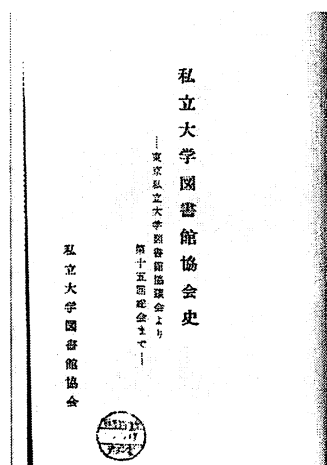 私立大学図書館協会史
―東京私立大学図書館協議会より
第十五回総会まで―
私立大学図書館協会